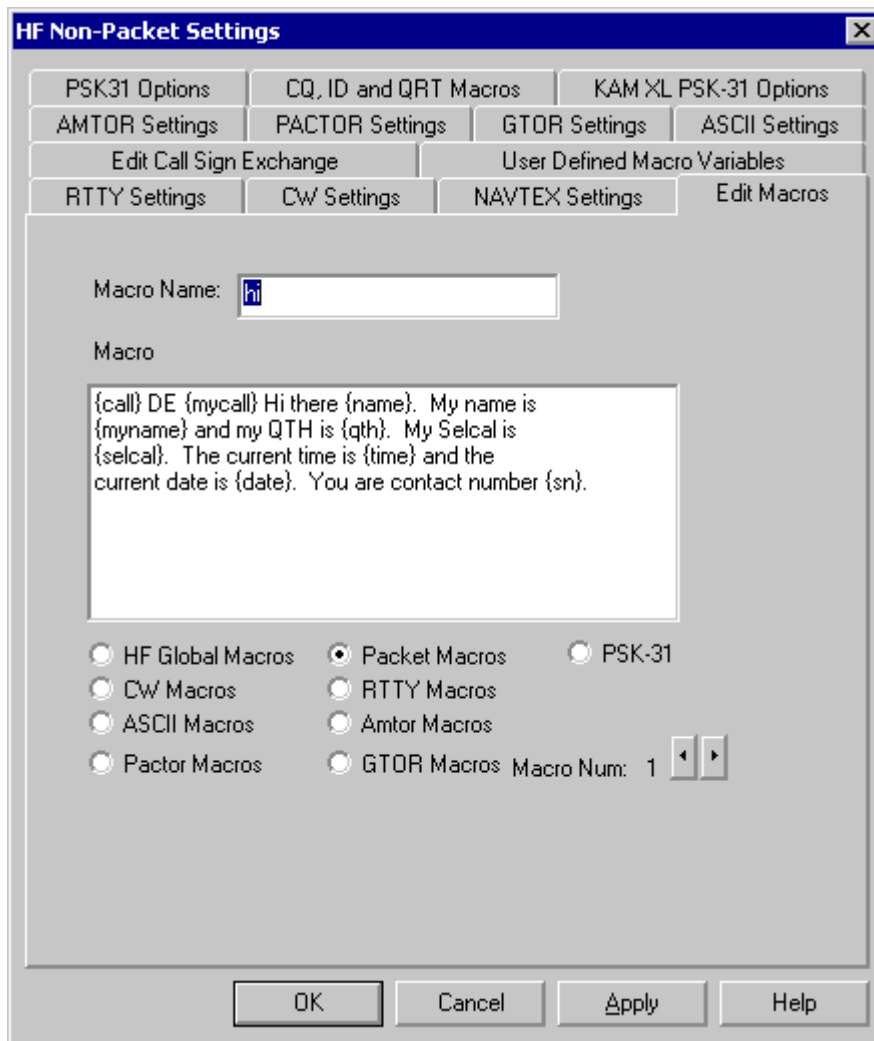 HF Non-Packet Settings
PSK31 Options CQ, ID and QRT Macros KAM XL PSK-31 Options
AMTOR Settings PACTOR Settings GTOR Settings ASCII Settings
Edit Call Sign Exchange User Defined Macro Variables
RTTY Settings CW Settings NAVTEX Settings Edit Macros
Macro Name: hi
Macro
{call} DE {mycall} Hi there {name}.  My name is
{myname} and my QTH is {qth}.  My Selcal is
{selcal}.  The current time is {time} and the
current date is {date}.  You are contact number {sn}.
HF Global Macros Packet Macros PSK-31
CW Macros RTTY Macros
ASCII Macros Amtor Macros
Pactor Macros GTOR Macros Macro Num: 1
OK Cancel Apply Help